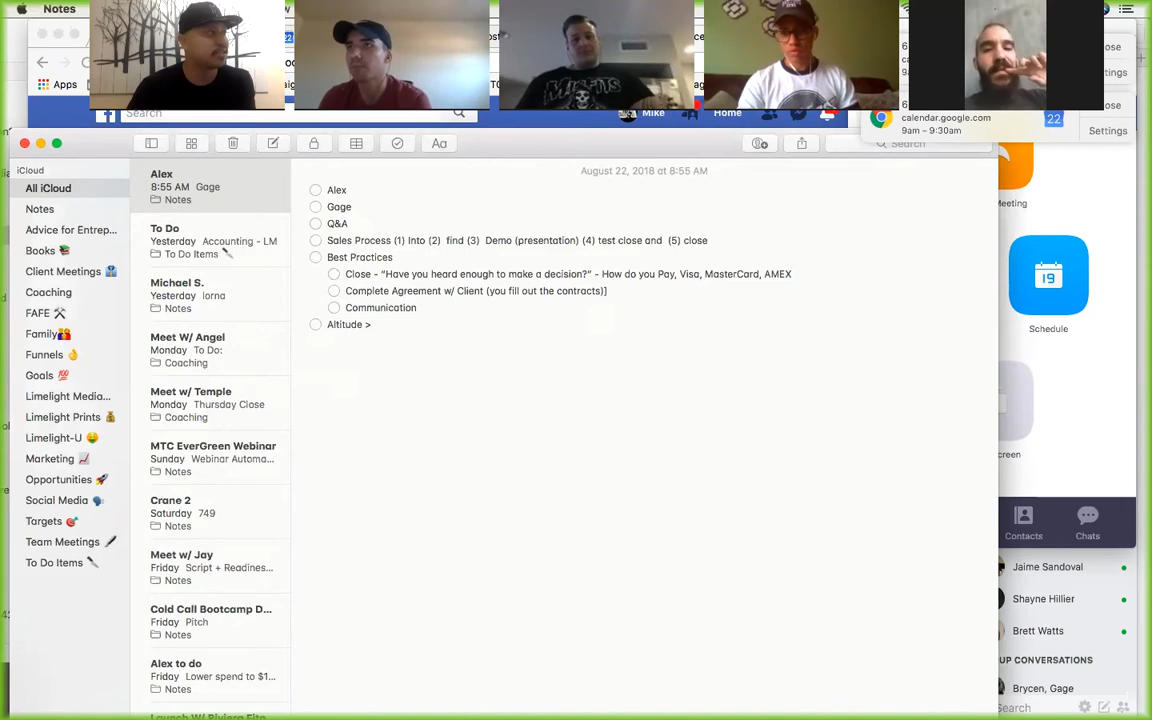 Notes
Apps
Search
Mike
Home
calendar.google.com
9am – 9:30am
22
ose
ttings
ose
Settings
Aa
Search
iCloud
All iCloud
Notes
Advice for Entrep...
Books 📚
Client Meetings 👔
Coaching
FAFE ⚒️
Family👨‍👩‍👧
Funnels 👌
Goals 💯
Limelight Media...
Limelight Prints 💰
Limelight-U 🤑
Marketing 📈
Opportunities 🚀
Social Media 🗣
Targets 🎯
Team Meetings 🖋
To Do Items 🔪
Alex
8:55 AM Gage
Notes
To Do
Yesterday Accounting - LM
To Do Items 🔪
Michael S.
Yesterday lorna
Notes
Meet W/ Angel
Monday To Do:
Coaching
Meet w/ Temple
Monday Thursday Close
Coaching
MTC EverGreen Webinar
Sunday Webinar Automa...
Notes
Crane 2
Saturday 749
Notes
Meet w/ Jay
Friday Script + Readines...
Notes
Cold Call Bootcamp D...
Friday Pitch
Notes
Alex to do
Friday Lower spend to $1...
Notes
August 22, 2018 at 8:55 AM
Alex
Gage
Q&A
Sales Process (1) Into (2) find (3) Demo (presentation) (4) test close and (5) close
Best Practices
Close - “Have you heard enough to make a decision?” - How do you Pay, Visa, MasterCard, AMEX
Complete Agreement w/ Client (you fill out the contracts)]
Communication
Altitude >
Meeting
19
Schedule
creen
Contacts
Chats
Jaime Sandoval
Shayne Hillier
Brett Watts
UP CONVERSATIONS
Brycen, Gage
Search